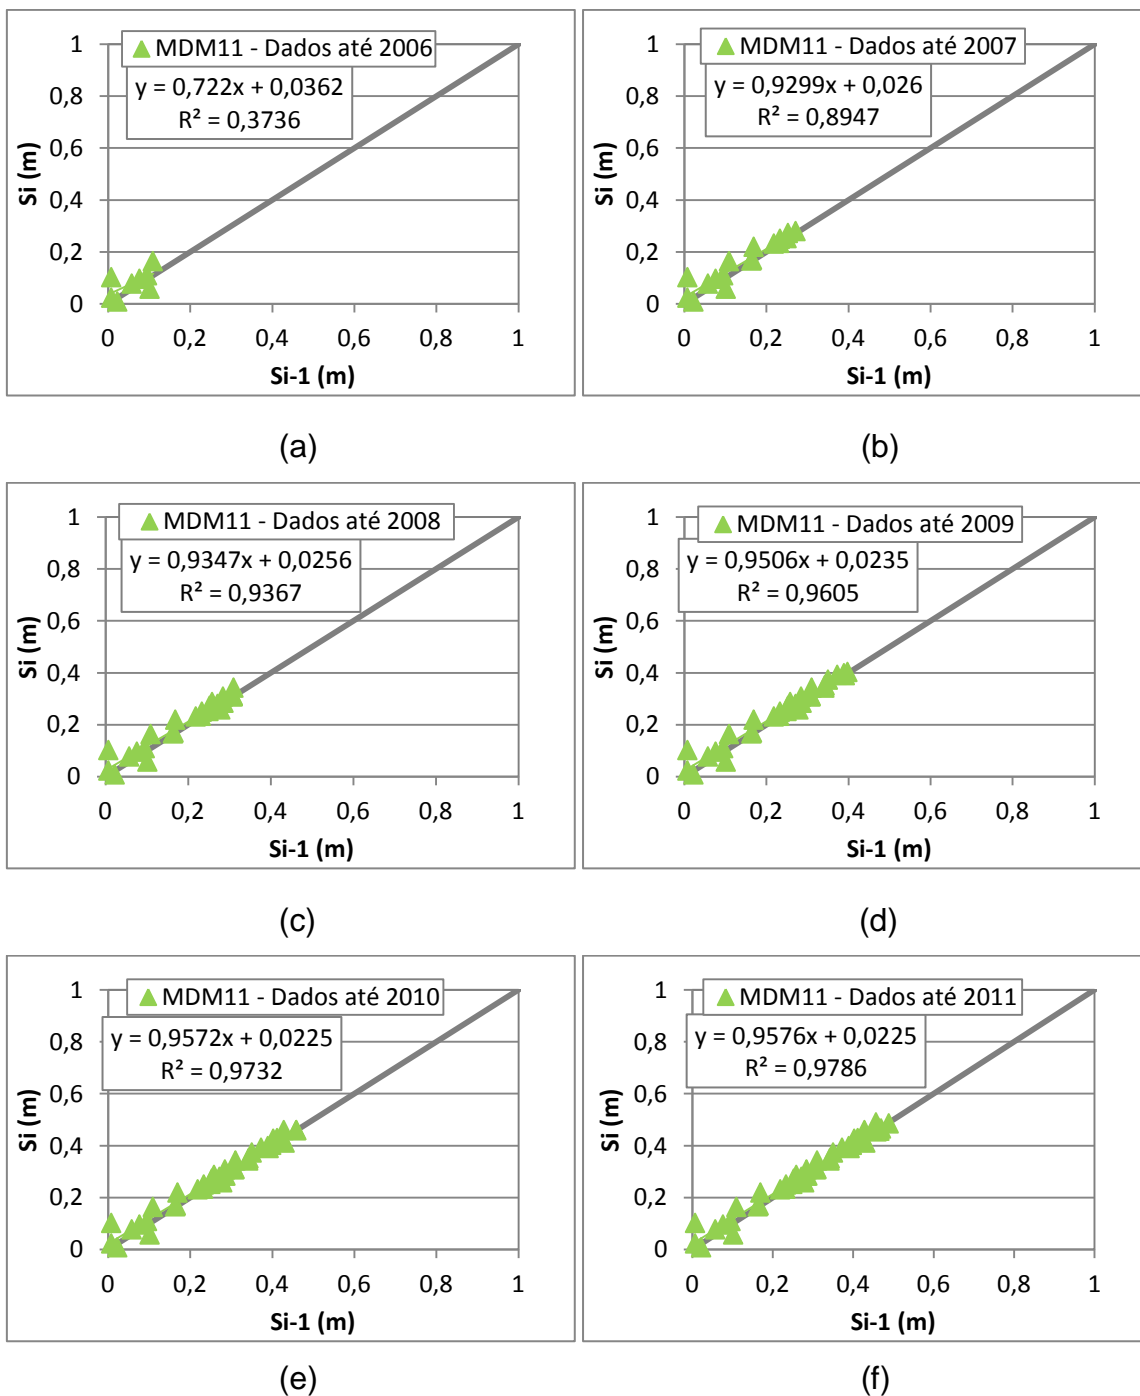 MDM11 - Dados até 2006
y = 0,722x + 0,0362
R² = 0,3736
1
0,8
0,6
0,4
0,2
0
Si (m)
0 0,2 0,4 0,6 0,8 1
Si-1 (m)
(a)
MDM11 - Dados até 2007
y = 0,9299x + 0,026
R² = 0,8947
1
0,8
0,6
0,4
0,2
0
Si (m)
0 0,2 0,4 0,6 0,8 1
Si-1 (m)
(b)
MDM11 - Dados até 2008
y = 0,9347x + 0,0256
R² = 0,9367
1
0,8
0,6
0,4
0,2
0
Si (m)
0 0,2 0,4 0,6 0,8 1
Si-1 (m)
(c)
MDM11 - Dados até 2009
y = 0,9506x + 0,0235
R² = 0,9605
1
0,8
0,6
0,4
0,2
0
Si (m)
0 0,2 0,4 0,6 0,8 1
Si-1 (m)
(d)
MDM11 - Dados até 2010
y = 0,9572x + 0,0225
R² = 0,9732
1
0,8
0,6
0,4
0,2
0
Si (m)
0 0,2 0,4 0,6 0,8 1
Si-1 (m)
(e)
MDM11 - Dados até 2011
y = 0,9576x + 0,0225
R² = 0,9786
1
0,8
0,6
0,4
0,2
0
Si (m)
0 0,2 0,4 0,6 0,8 1
Si-1 (m)
(f)